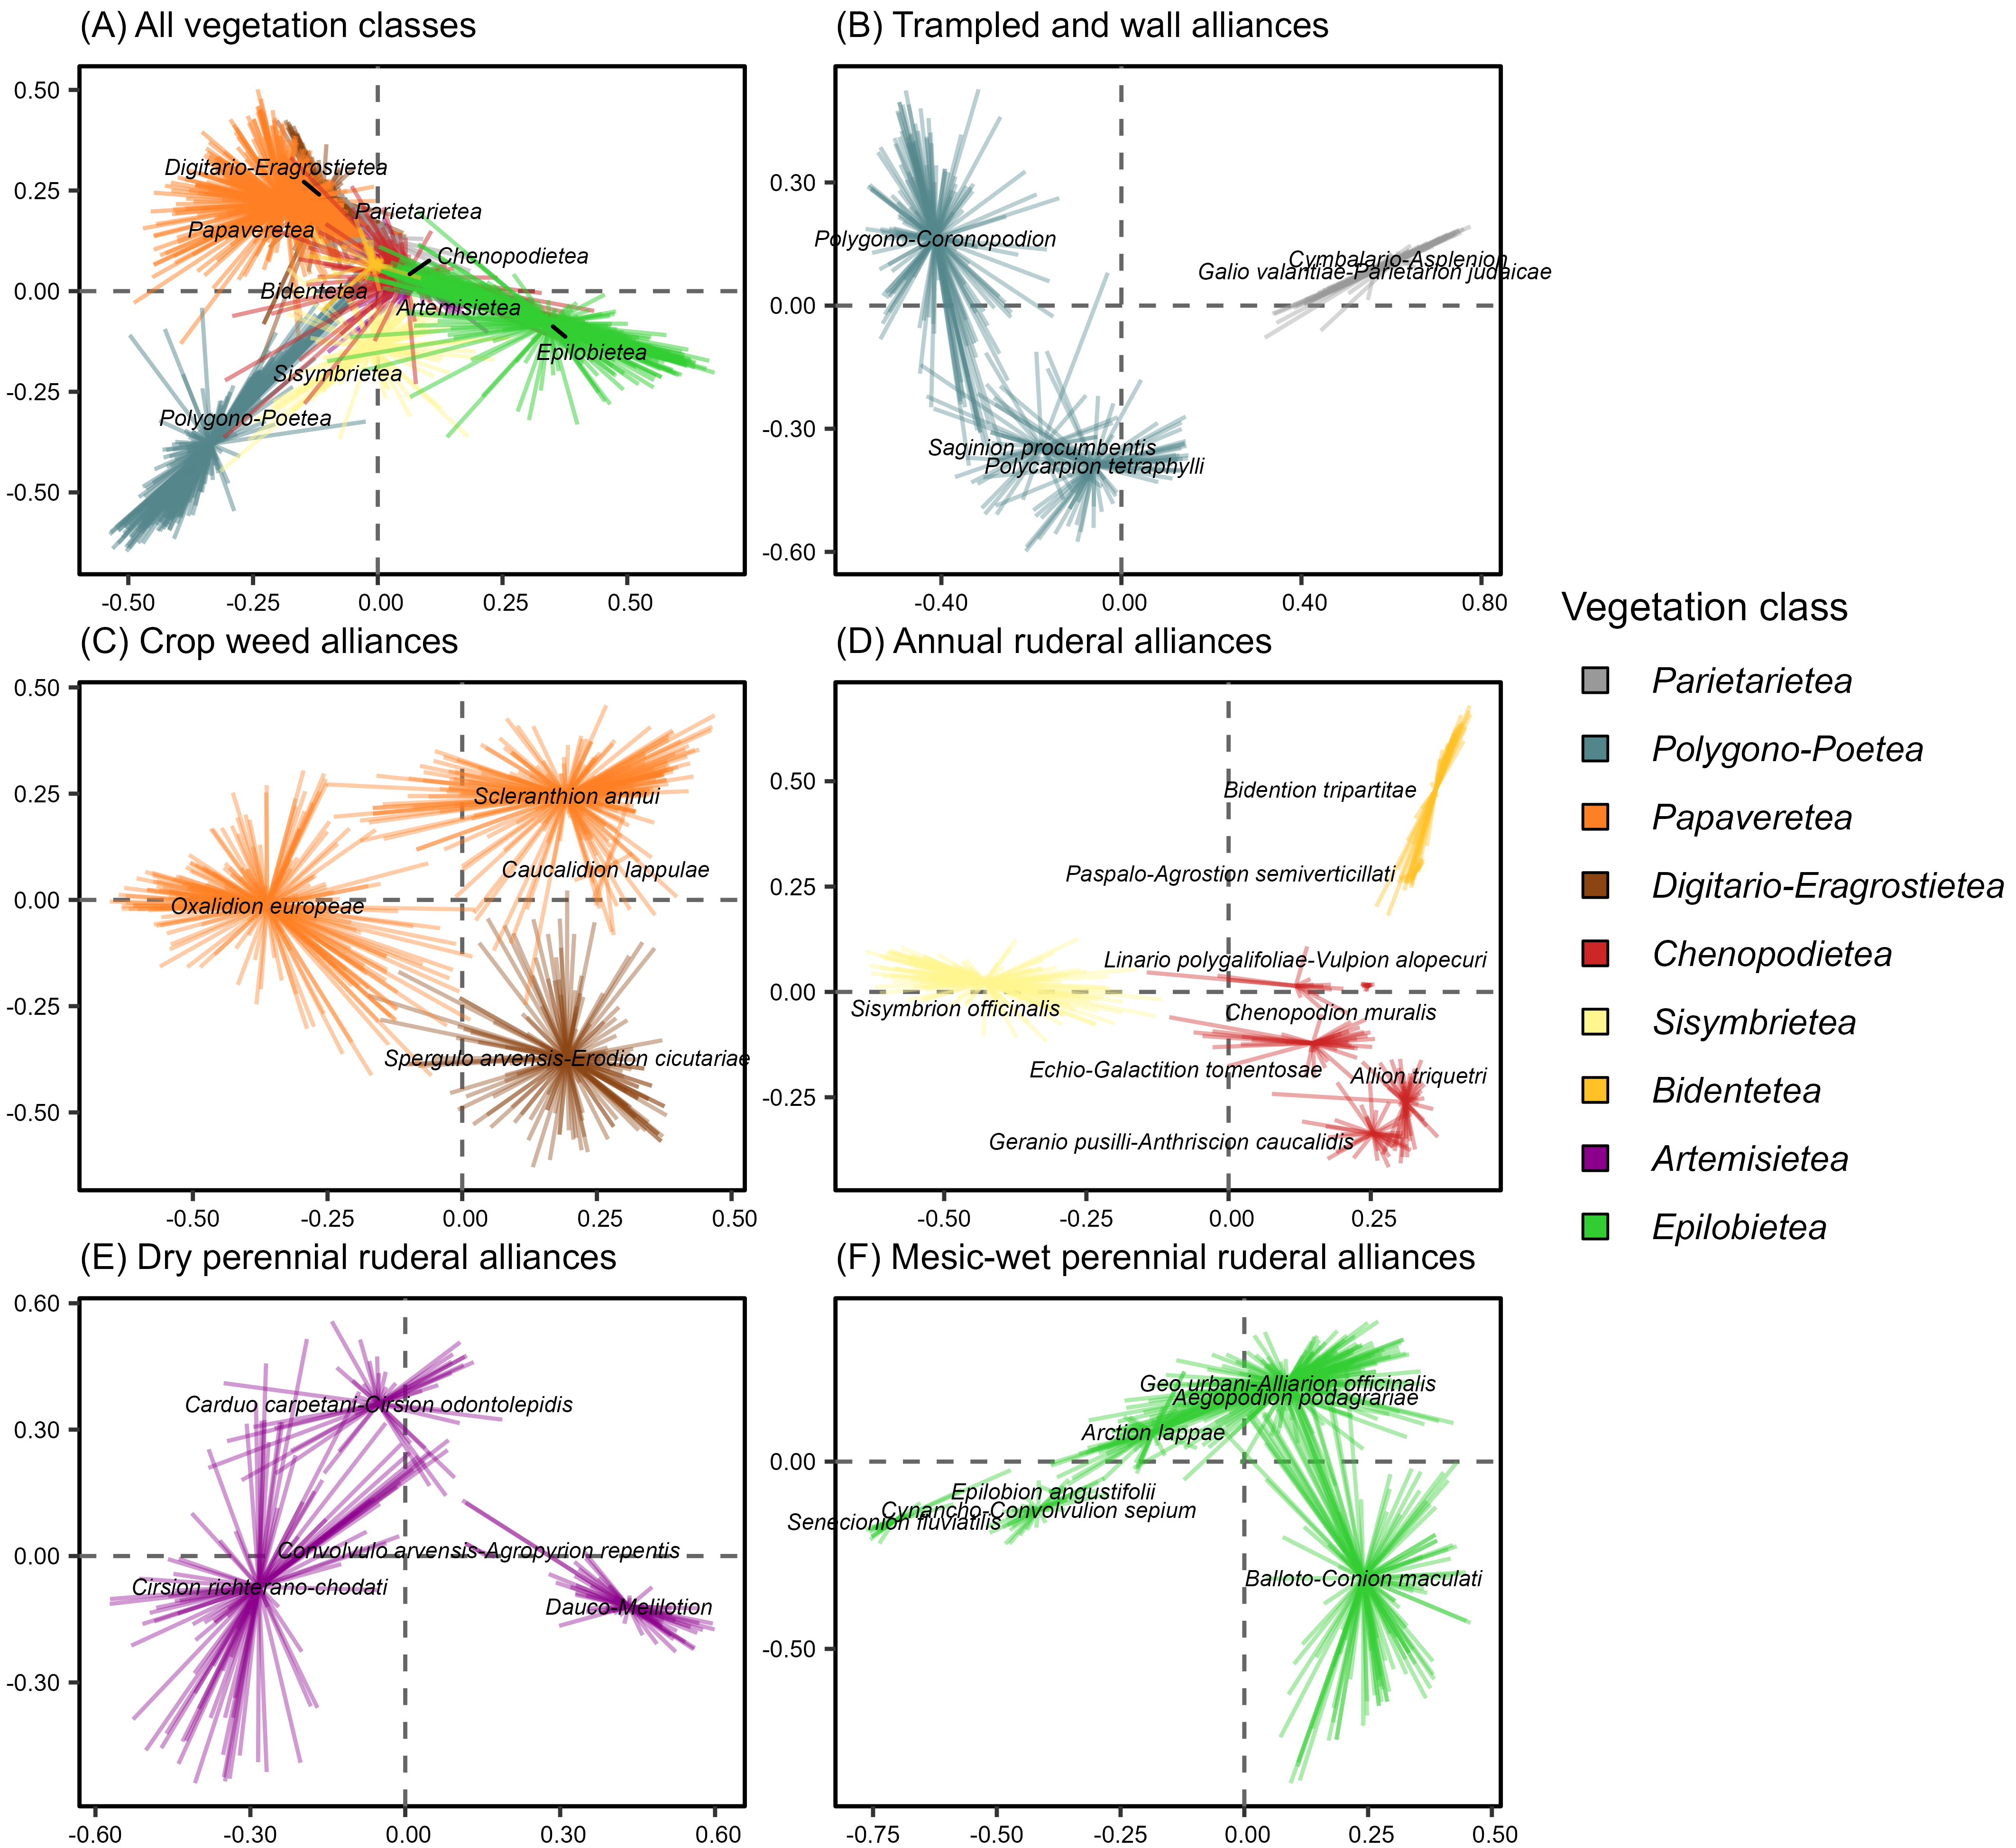 (A) All vegetation classes
0.50
0.25
0.00
-0.25
-0.50
Digitario-Eragrostietea
Parietarietea
Papaveretea
Chenopodietea
Bidentetea
Artemisietea
Epilobietea
Sisymbrietea
Polygono-Poetea
-0.50 -0.25 0.00 0.25 0.50
(B) Trampled and wall alliances
0.30
0.00
-0.30
-0.60
Polygono-Coronopodion
Cymbalario-Asplenion
Galio valantiae-Parietarion judaicae
Saginion procumbentis
Polycarpion tetraphylli
-0.40 0.00 0.40 0.80
(C) Crop weed alliances
0.50
0.25
0.00
-0.25
-0.50
Scleranthion annui
Caucalidion lappulae
Oxalidion europeae
Spergulo arvensis-Erodion cicutariae
-0.50 -0.25 0.00 0.25 0.50
(D) Annual ruderal alliances
0.50
0.25
0.00
-0.25
Bidention tripartitae
Paspalo-Agrostion semiverticillati
Linario polygalifoliae-Vulpion alopecuri
Sisymbrion officinalis
Chenopodion muralis
Echio-Galactition tomentosae
Allion triquetri
Geranio pusilli-Anthriscion caucalidis
-0.50 -0.25 0.00 0.25
(E) Dry perennial ruderal alliances
0.60
0.30
0.00
-0.30
Carduo carpetani-Cirsion odontolepidis
Convolvulo arvensis-Agropyrion repentis
Cirsion richterano-chodati
Dauco-Melilotion
-0.60 -0.30 0.00 0.30 0.60
(F) Mesic-wet perennial ruderal alliances
0.00
-0.50
Geo urbani-Alliarion officinalis
Aegopodion podagrariae
Arction lappae
Epilobion angustifolii
Cynancho-Convolvulion sepium
Senecionion fluviatilis
Balloto-Conion maculati
-0.75 -0.50 -0.25 0.00 0.25 0.50
Vegetation class
Parietarietea
Polygono-Poetea
Papaveretea
Digitario-Eragrostietea
Chenopodietea
Sisymbrietea
Bidentetea
Artemisietea
Epilobietea